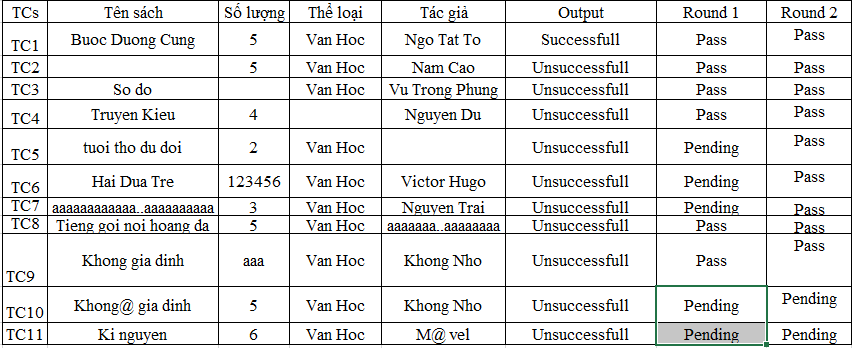 TCs Tên sách Số lượng Thể loại Tác giả Output Round 1 Round 2
TC1 Buoc Duong Cung 5 Van Hoc Ngo Tat To Successfull Pass Pass
TC2 5 Van Hoc Nam Cao Unsuccessfull Pass Pass
TC3 So do Van Hoc Vu Trong Phung Unsuccessfull Pass Pass
TC4 Truyen Kieu 4 Nguyen Du Unsuccessfull Pass Pass
TC5 tuoi tho du doi 2 Van Hoc Unsuccessfull Pending Pass
TC6 Hai Dua Tre 123456 Van Hoc Victor Hugo Unsuccessfull Pending Pass
TC7 aaaaaaaaaaaa..aaaaaaaaaa 3 Van Hoc Nguyen Trai Unsuccessfull Pending Pass
TC8 Tieng goi noi hoang da 5 Van Hoc aaaaaaa..aaaaaaaa Unsuccessfull Pass Pass
TC9 Khong gia dinh aaa Van Hoc Khong Nho Unsuccessfull Pass Pass
TC10 Khong@ gia dinh 5 Van Hoc Khong Nho Unsuccessfull Pending Pending
TC11 Ki nguyen 6 Van Hoc M@ vel Unsuccessfull Pending Pending